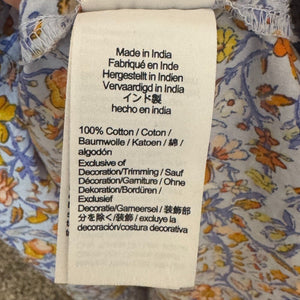 Made in India
Fabriqué en Inde
Hergestellt in Indien
Vervaardigd in India
インド製
hecho en india
100% Cotton / Coton /
Baumwolle / Katoen / 綿 /
algodón
Exclusive of
Decoration/Trimming / Sauf
Décoration/Garniture / Ohne
Dekoration/Bordüren /
Exclusief
Decoratie/Garneersel / 装飾部
分を除く/装飾 / excluye la
decoración/costura decorativa